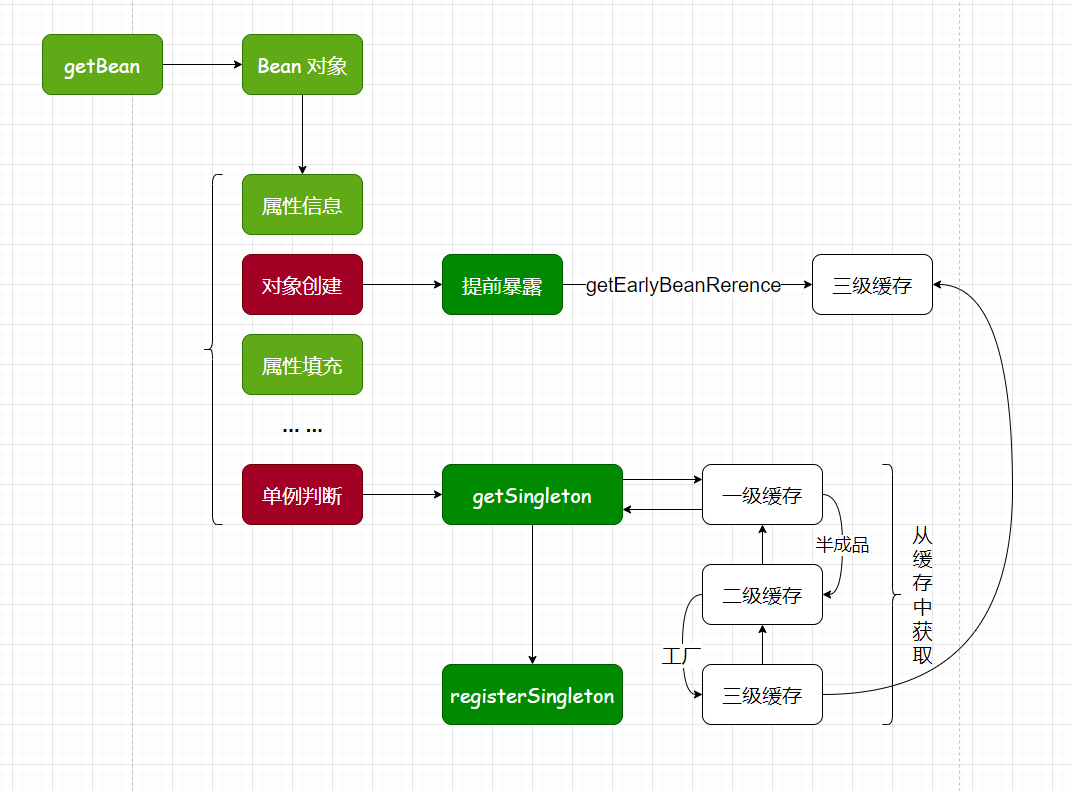 getBean
Bean 对象
属性信息
对象创建
提前暴露
getEarlyBeanRerence
三级缓存
属性填充
... ...
单例判断
getSingleton
一级缓存
半成品
二级缓存
工厂
registerSingleton
三级缓存
从缓存中获取